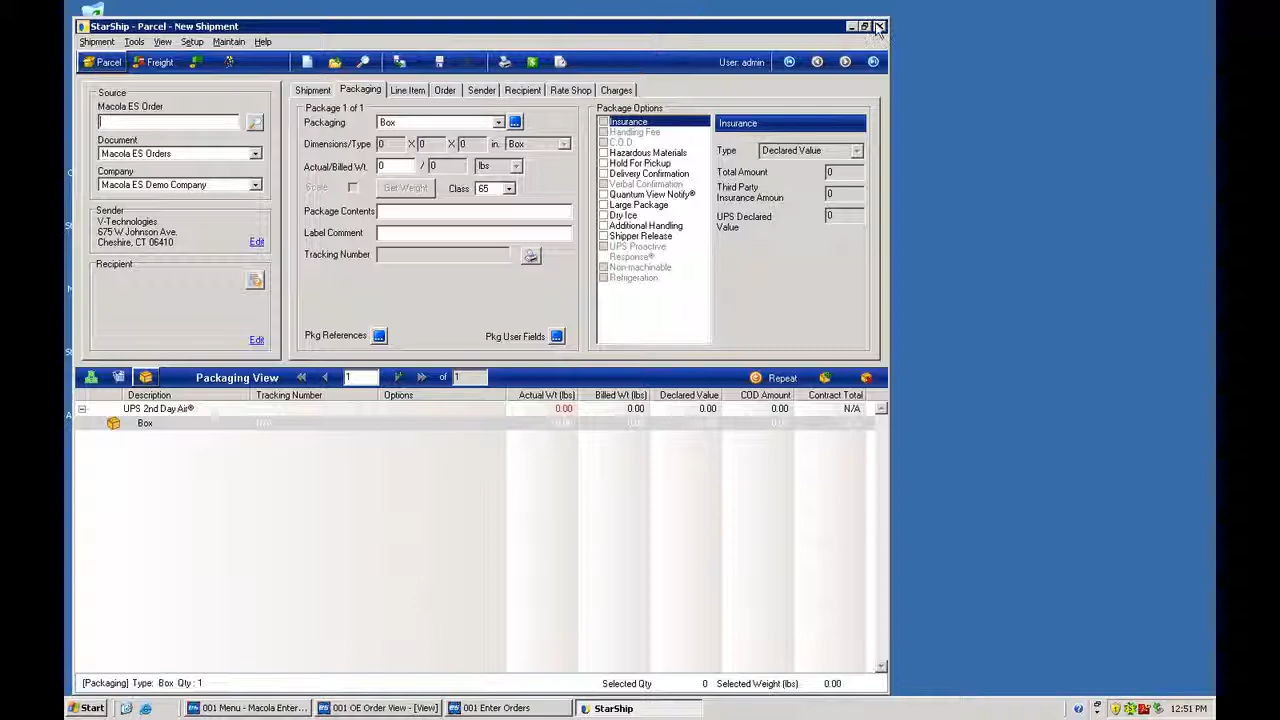 StarShip - Parcel - New Shipment
Shipment Tools View Setup Maintain Help
Parcel Freight User: admin
Source
Macola ES Order
Document
Macola ES Orders
Company
Macola ES Demo Company
Sender
V-Technologies
675 W Johnson Ave.
Cheshire, CT 06410
Edit
Recipient
Edit
Shipment Packaging Line Item Order Sender Recipient Rate Shop Charges
Package 1 of 1
Packaging Box
Dimensions/Type 0 X 0 X 0 in. Box
Actual/Billed Wt. 0 / 0 lbs
Scale Get Weight Class 65
Package Contents
Label Comment
Tracking Number
Pkg References Pkg User Fields
Package Options
Insurance
Handling Fee
C.O.D
Hazardous Materials
Hold For Pickup
Delivery Confirmation
Verbal Confirmation
Quantum View Notify®
Large Package
Dry Ice
Additional Handling
Shipper Release
UPS Proactive
Response®
Non-machinable
Refrigeration
Insurance
Type Declared Value
Total Amount 0
Third Party
Insurance Amoun 0
UPS Declared
Value 0
Packaging View 1 of 1 Repeat
Description Tracking Number Options Actual Wt (lbs) Billed Wt (lbs) Declared Value COD Amount Contract Total
UPS 2nd Day Air® 0.00 0.00 0.00 0.00 N/A
Box N/A 0.00
[Packaging] Type: Box Qty : 1 Selected Qty 0 Selected Weight (lbs) 0.00
Start 001 Menu - Macola Enter... 001 OE Order View - [View] 001 Enter Orders StarShip 12:51 PM